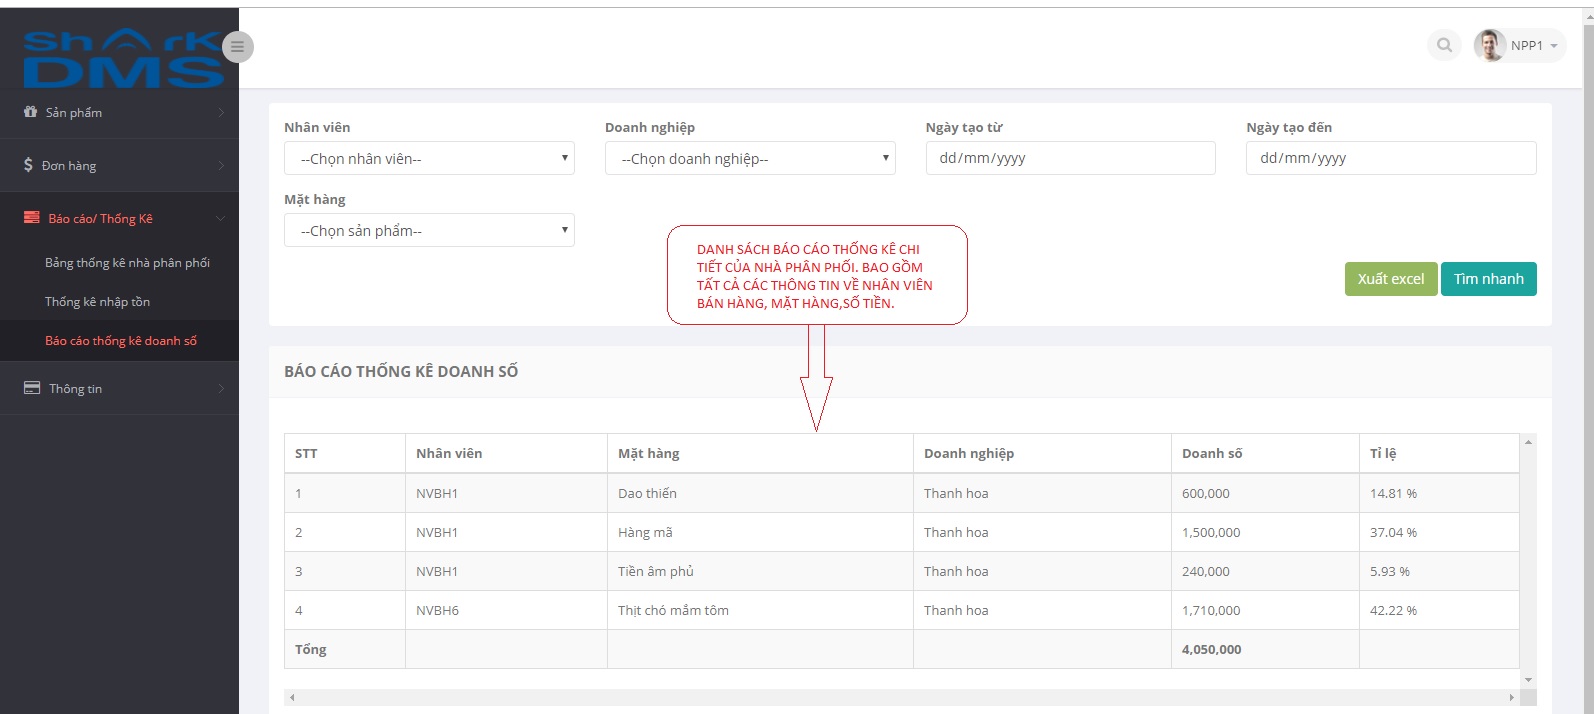 ShArK
DMS
NPP1
Sản phẩm
Đơn hàng
Báo cáo/ Thống Kê
Bảng thống kê nhà phân phối
Thống kê nhập tồn
Báo cáo thống kê doanh số
Thông tin
Nhân viên
Doanh nghiệp
Ngày tạo từ
Ngày tạo đến
--Chọn nhân viên--
--Chọn doanh nghiệp--
dd/mm/yyyy
dd/mm/yyyy
Mặt hàng
--Chọn sản phẩm--
DANH SÁCH BÁO CÁO THỐNG KÊ CHI
TIẾT CỦA NHÀ PHÂN PHỐI. BAO GỒM
TẤT CẢ CÁC THÔNG TIN VỀ NHÂN VIÊN
BÁN HÀNG, MẶT HÀNG,SỐ TIỀN.
Xuất excel
Tìm nhanh
BÁO CÁO THỐNG KÊ DOANH SỐ
STT Nhân viên Mặt hàng Doanh nghiệp Doanh số Tỉ lệ
1 NVBH1 Dao thiến Thanh hoa 600,000 14.81 %
2 NVBH1 Hàng mã Thanh hoa 1,500,000 37.04 %
3 NVBH1 Tiền âm phủ Thanh hoa 240,000 5.93 %
4 NVBH6 Thịt chó mắm tôm Thanh hoa 1,710,000 42.22 %
Tổng 4,050,000